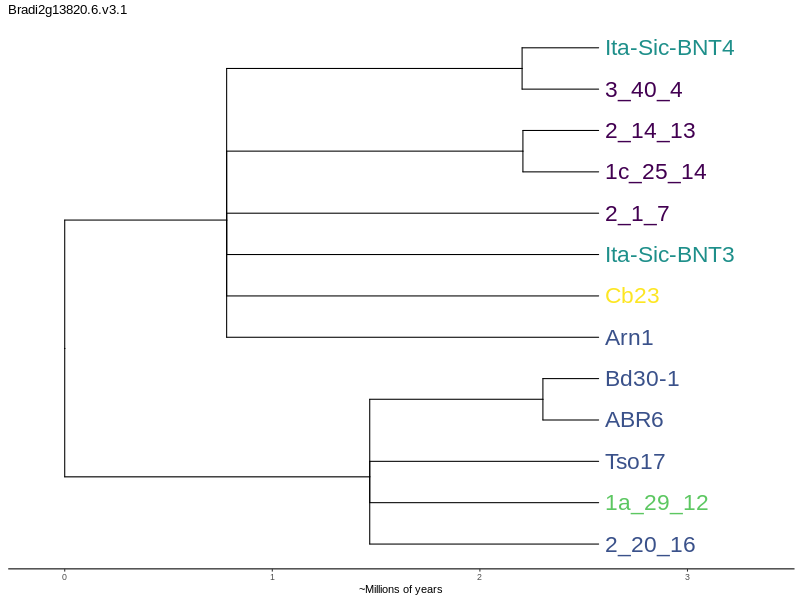 Bradi2g13820.6.v3.1
Ita-Sic-BNT4
3_40_4
2_14_13
1c_25_14
2_1_7
Ita-Sic-BNT3
Cb23
Arn1
Bd30-1
ABR6
Tso17
1a_29_12
2_20_16
0 1 2 3
~Millions of years